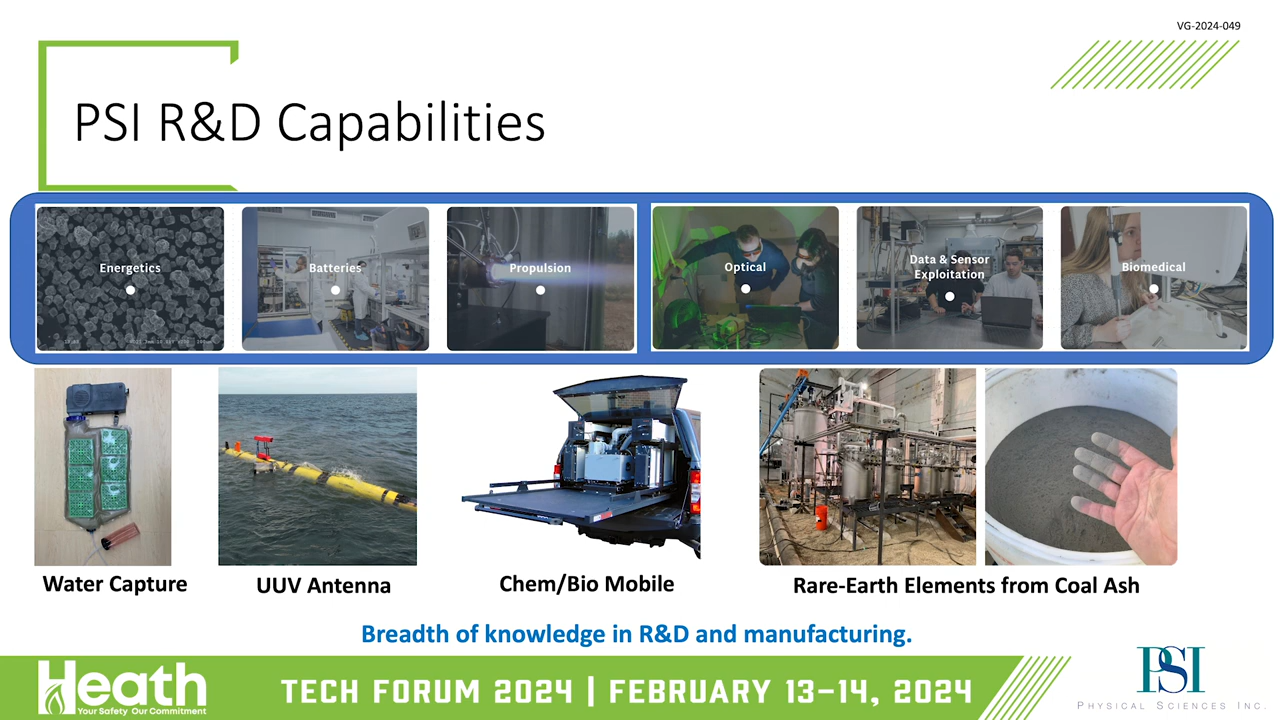 VG-2024-049
PSI R&D Capabilities
Energetics
Batteries
Propulsion
Optical
Data & Sensor
Exploitation
Biomedical
Water Capture
UUV Antenna
Chem/Bio Mobile
Rare-Earth Elements from Coal Ash
Breadth of knowledge in R&D and manufacturing.
Heath
Your Safety Our Commitment
TECH FORUM 2024 | FEBRUARY 13–14, 2024
PSI
PHYSICAL SCIENCES INC.